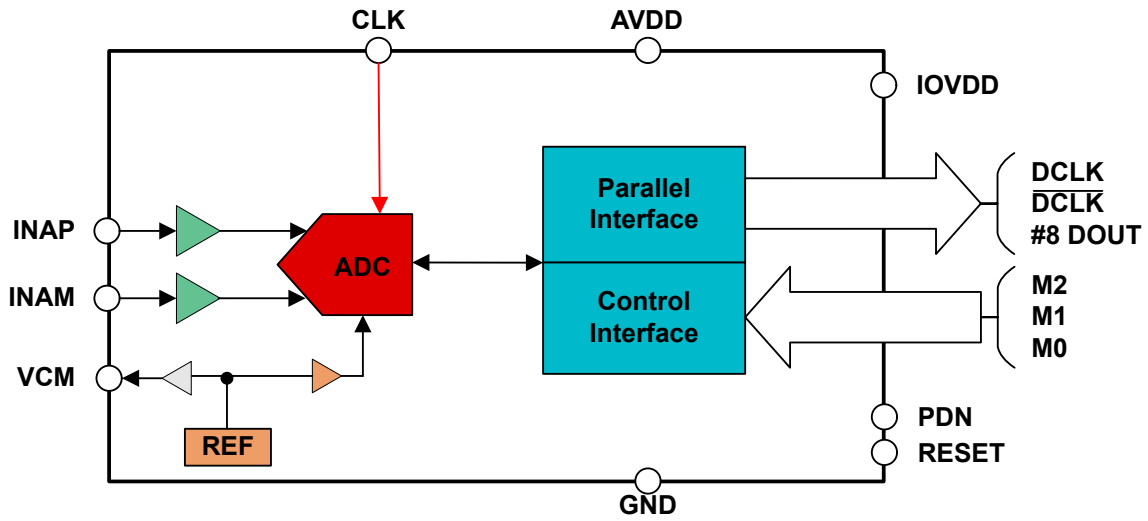 CLK
AVDD
IOVDD
INAP
INAM
VCM
ADC
REF
Parallel
Interface
Control
Interface
DCLK
DCLK
#8 DOUT
M2
M1
M0
PDN
RESET
GND